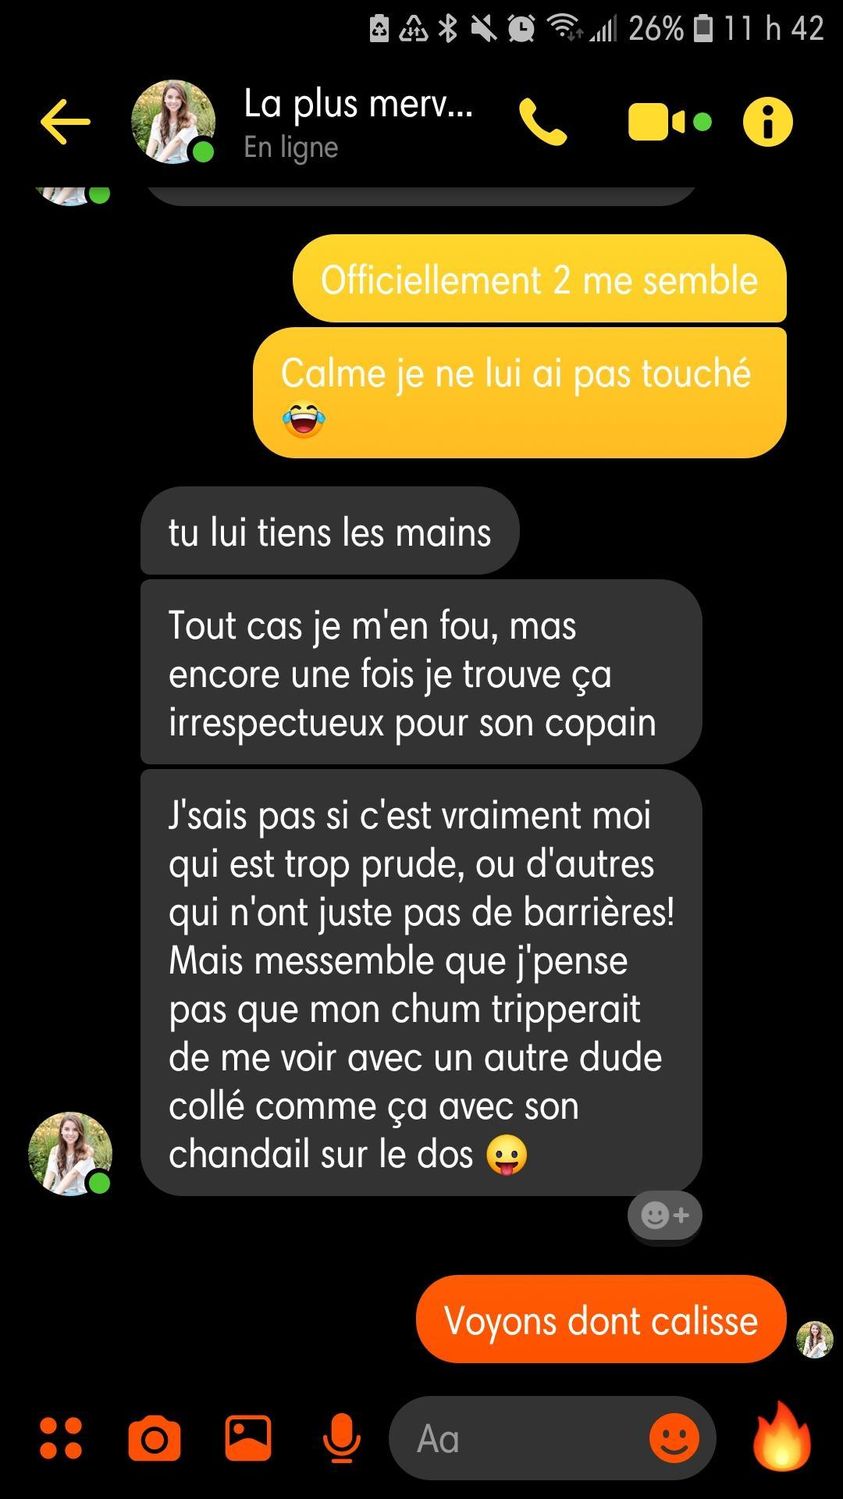 26% 11 h 42
La plus merv...
En ligne
Officiellement 2 me semble
Calme je ne lui ai pas touché
😂
tu lui tiens les mains
Tout cas je m'en fou, mas
encore une fois je trouve ça
irrespectueux pour son copain
J'sais pas si c'est vraiment moi
qui est trop prude, ou d'autres
qui n'ont juste pas de barrières!
Mais messemble que j'pense
pas que mon chum tripperait
de me voir avec un autre dude
collé comme ça avec son
chandail sur le dos 😛
Voyons dont calisse
Aa